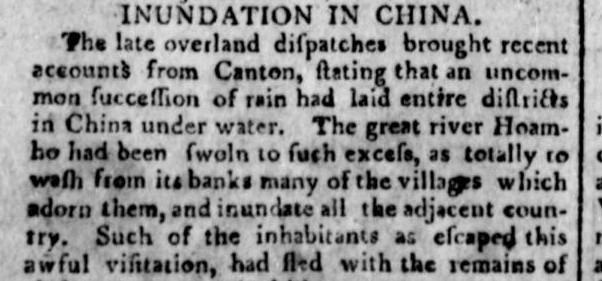 INUNDATION IN CHINA.
The late overland diſpatches brought recent
accounts from Canton, ſtating that an uncom-
mon ſucceſſion of rain had laid entire diſtricts
in China under water. The great river Hoam-
ho had been ſwoln to ſuch exceſs, as totally to
waſh from its banks many of the villages which
adorn them, and inundate all the adjacent coun-
try. Such of the inhabitants as eſcaped this
awful viſitation, had fled with the remains of